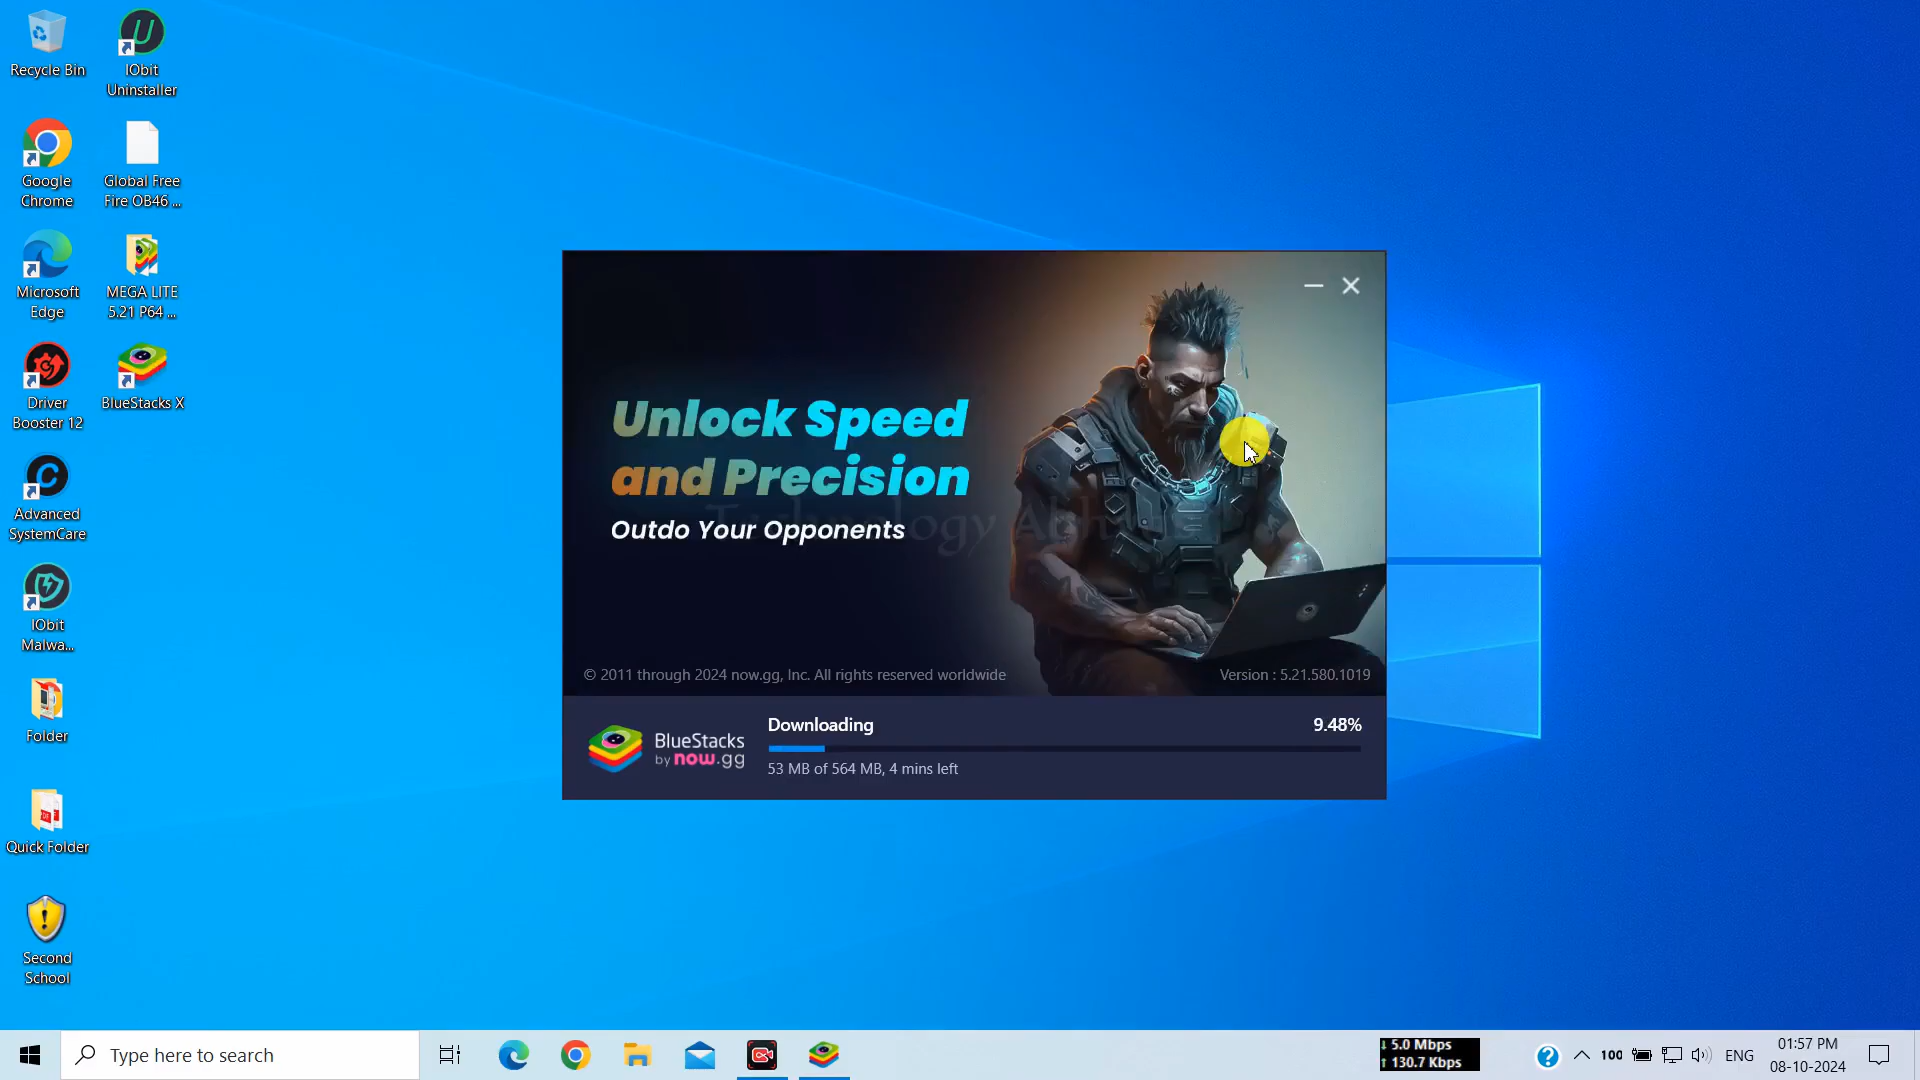 Recycle Bin
IObit
Uninstaller
Google
Chrome
Global Free
Fire OB46 ...
Microsoft
Edge
MEGA LITE
5.21 P64 ...
Driver
Booster 12
BlueStacks X
Advanced
SystemCare
IObit
Malwa...
Folder
Quick Folder
Second
School
Unlock Speed
and Precision
Outdo Your Opponents
© 2011 through 2024 now.gg, Inc. All rights reserved worldwide
Version : 5.21.580.1019
BlueStacks
by now.gg
Downloading
9.48%
53 MB of 564 MB, 4 mins left
Type here to search
↓ 5.0 Mbps
↑ 130.7 Kbps
100
ENG
01:57 PM
08-10-2024